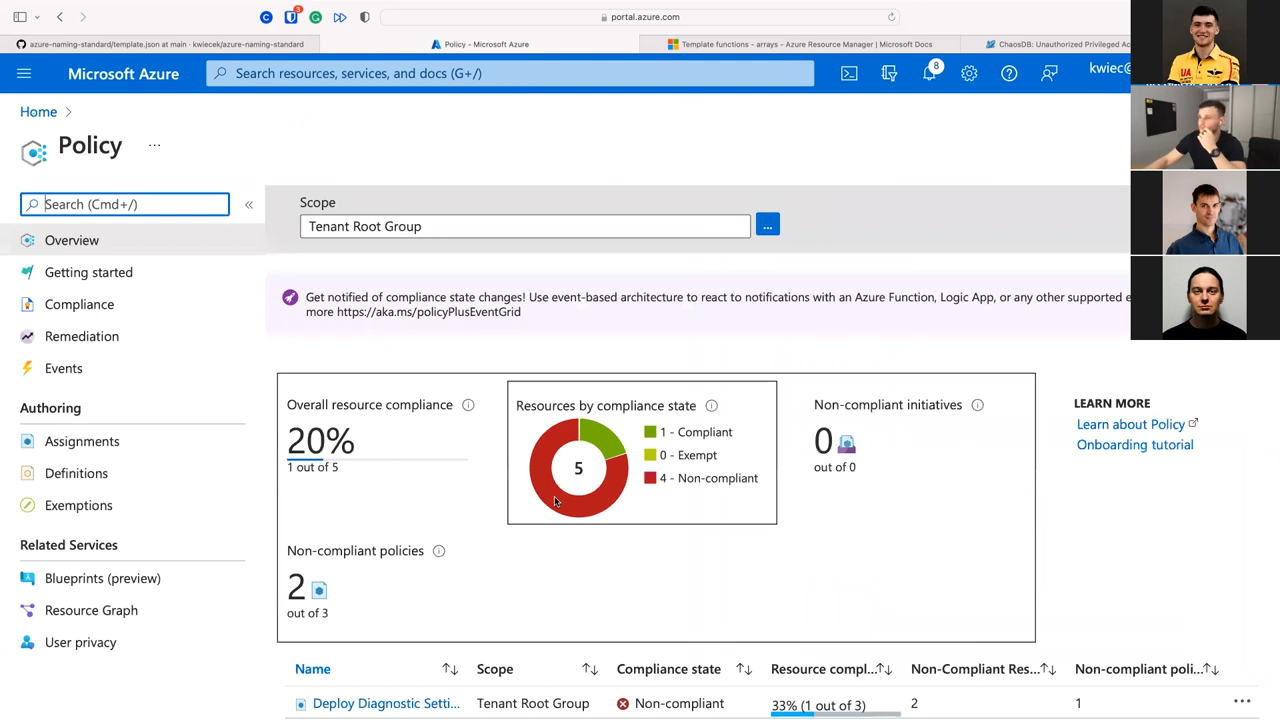 portal.azure.com
azure-naming-standard/template.json at main · kwiecek/azure-naming-standard
Policy - Microsoft Azure
Template functions - arrays - Azure Resource Manager | Microsoft Docs
ChaosDB: Unauthorized Privileged Ac
Microsoft Azure
Search resources, services, and docs (G+/)
8
kwiec@
Home
Policy
Search (Cmd+/)
Overview
Getting started
Compliance
Remediation
Events
Authoring
Assignments
Definitions
Exemptions
Related Services
Blueprints (preview)
Resource Graph
User privacy
Scope
Tenant Root Group
Get notified of compliance state changes! Use event-based architecture to react to notifications with an Azure Function, Logic App, or any other supported e
more https://aka.ms/policyPlusEventGrid
Overall resource compliance
20%
1 out of 5
Resources by compliance state
5
1 - Compliant
0 - Exempt
4 - Non-compliant
Non-compliant initiatives
0
out of 0
Non-compliant policies
2
out of 3
LEARN MORE
Learn about Policy
Onboarding tutorial
Name Scope Compliance state Resource compl... Non-Compliant Res... Non-compliant poli...
Deploy Diagnostic Setti... Tenant Root Group Non-compliant 33% (1 out of 3) 2 1